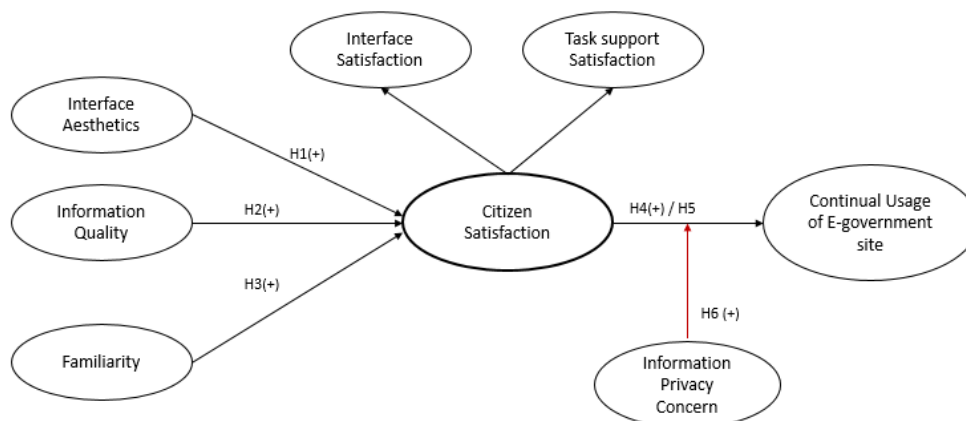 Interface
Satisfaction
Task support
Satisfaction
Interface
Aesthetics
H1(+)
Information
Quality
H2(+)
Citizen
Satisfaction
H4(+) / H5
Continual Usage
of E-government
site
H3(+)
H6 (+)
Familiarity
Information
Privacy
Concern